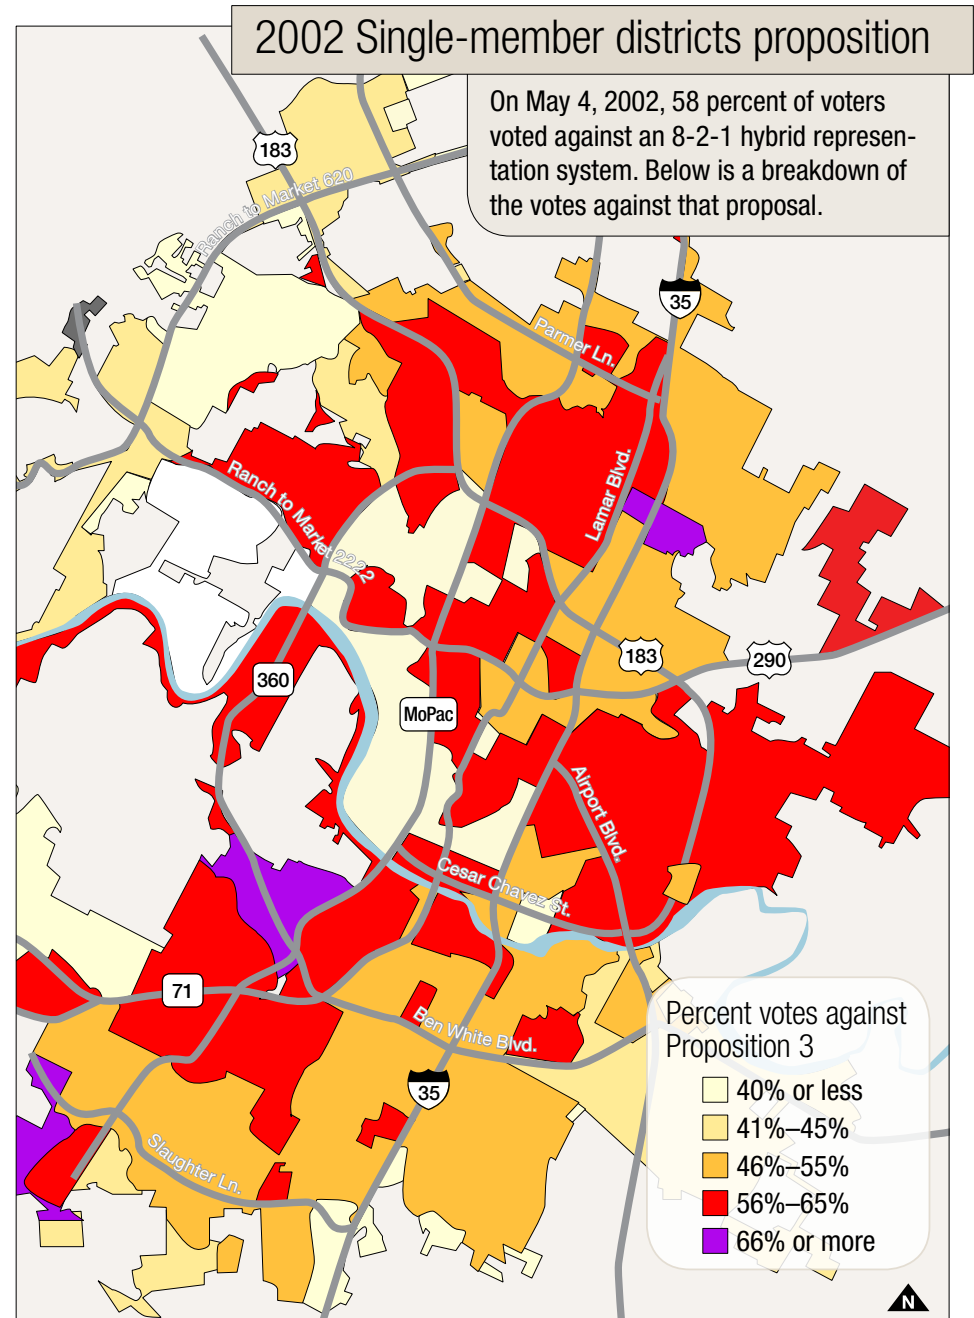 2002 Single-member districts proposition
On May 4, 2002, 58 percent of voters
voted against an 8-2-1 hybrid represen-
tation system. Below is a breakdown of
the votes against that proposal.
183
Ranch to Market 620
35
Parmer Ln.
Lamar Blvd.
Ranch to Market 2222
183
290
360
MoPac
Airport Blvd.
Cesar Chavez St.
71
Ben White Blvd.
35
Slaughter Ln.
Percent votes against
Proposition 3
40% or less
41%–45%
46%–55%
56%–65%
66% or more
N